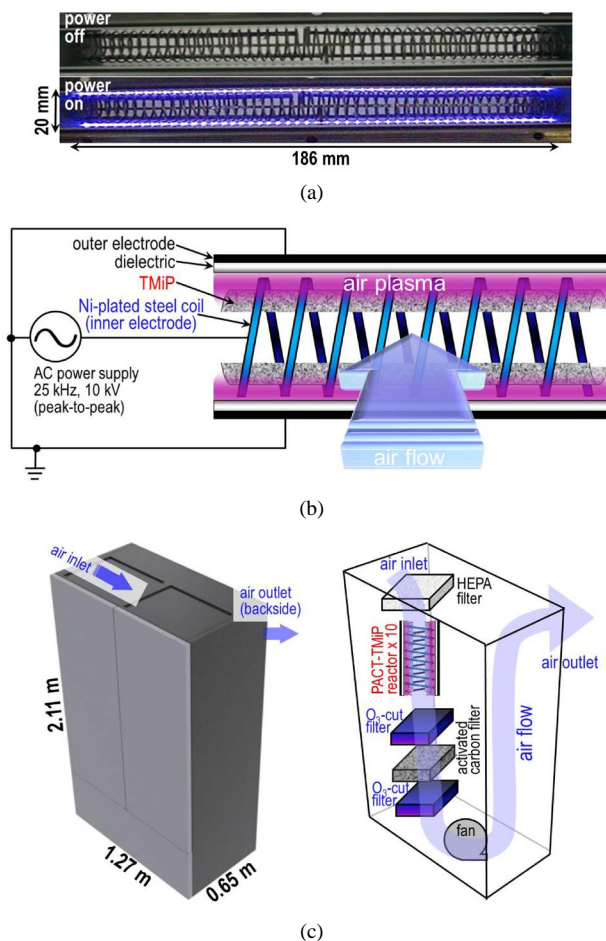 power
off
power
on
20 mm
186 mm
(a)
outer electrode
dielectric
TMiP
Ni-plated steel coil
(inner electrode)
AC power supply
25 kHz, 10 kV
(peak-to-peak)
air plasma
air flow
(b)
air inlet
air outlet
(backside)
2.11 m
1.27 m
0.65 m
air inlet
HEPA
filter
PACT-TMiP
reactor x 10
O₃-cut
filter
activated
carbon filter
O₃-cut
filter
fan
air flow
air outlet
(c)